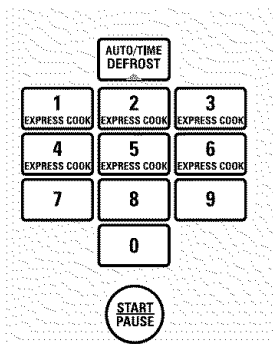 AUTO/TIME
DEFROST
1 2 3
EXPRESS COOK EXPRESS COOK EXPRESS COOK
4 5 6
EXPRESS COOK EXPRESS COOK EXPRESS COOK
7 8 9
0
START
PAUSE